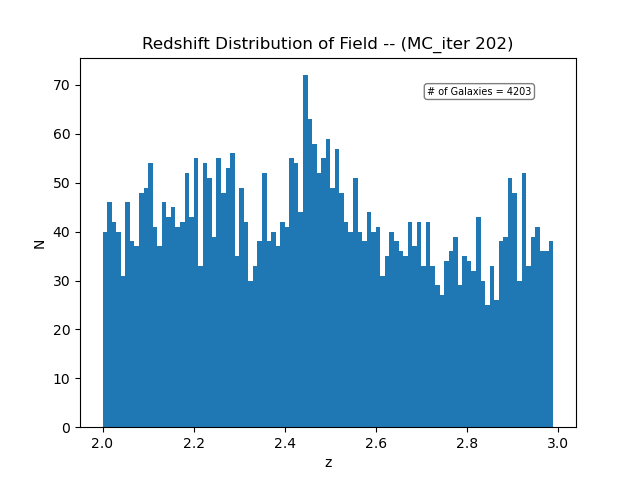 Redshift Distribution of Field -- (MC_iter 202)
# of Galaxies = 4203
N
70
60
50
40
30
20
10
0
2.0 2.2 2.4 2.6 2.8 3.0
z